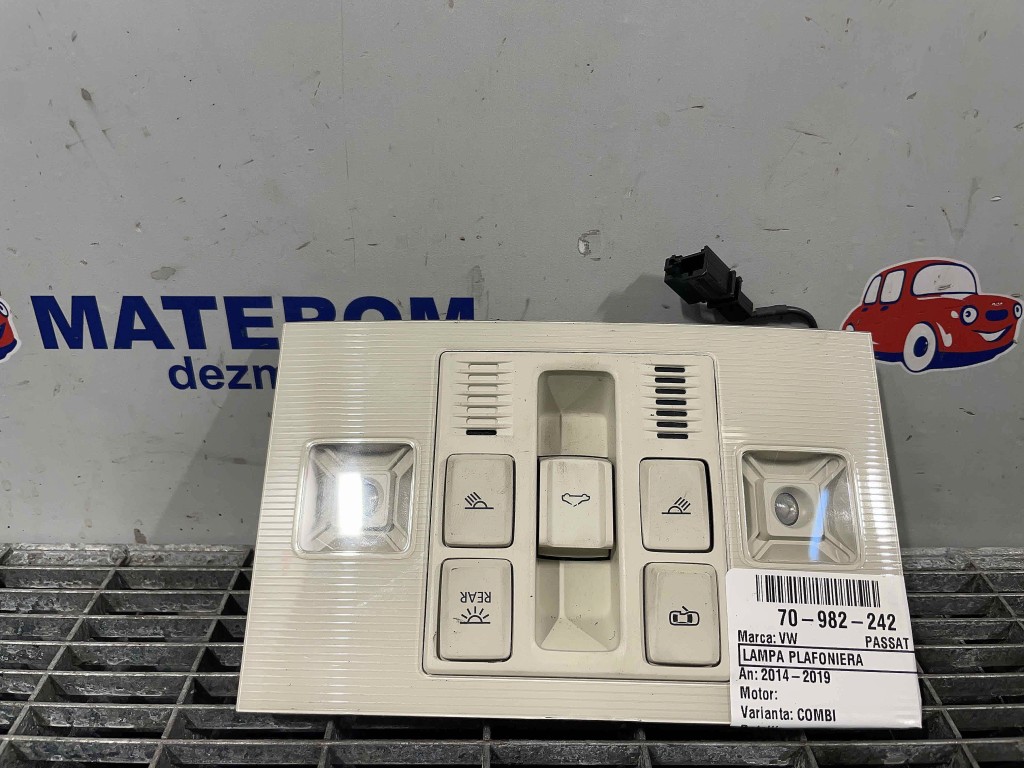 MATEROM
dezm
REAR
70-982-242
Marca: VW PASSAT
LAMPA PLAFONIERA
An: 2014-2019
Motor:
Varianta: COMBI